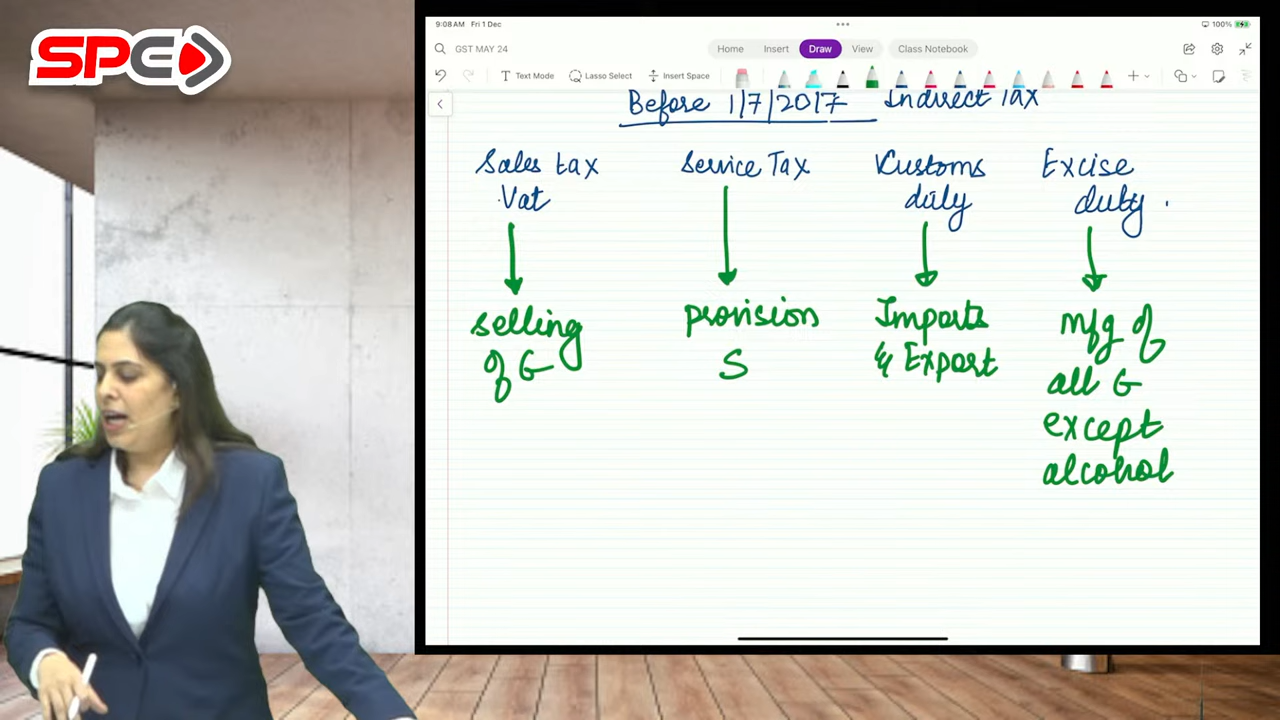 SPE
9:08 AM Fri 1 Dec
100%
GST MAY 24
Home Insert Draw View Class Notebook
Text Mode Lasso Select Insert Space
Before 1/7/2017 Indirect Tax
Sales tax Service Tax Customs Excise
Vat duty duty
selling provision Imports mfg of
of G S & Export all G
except
alcohol